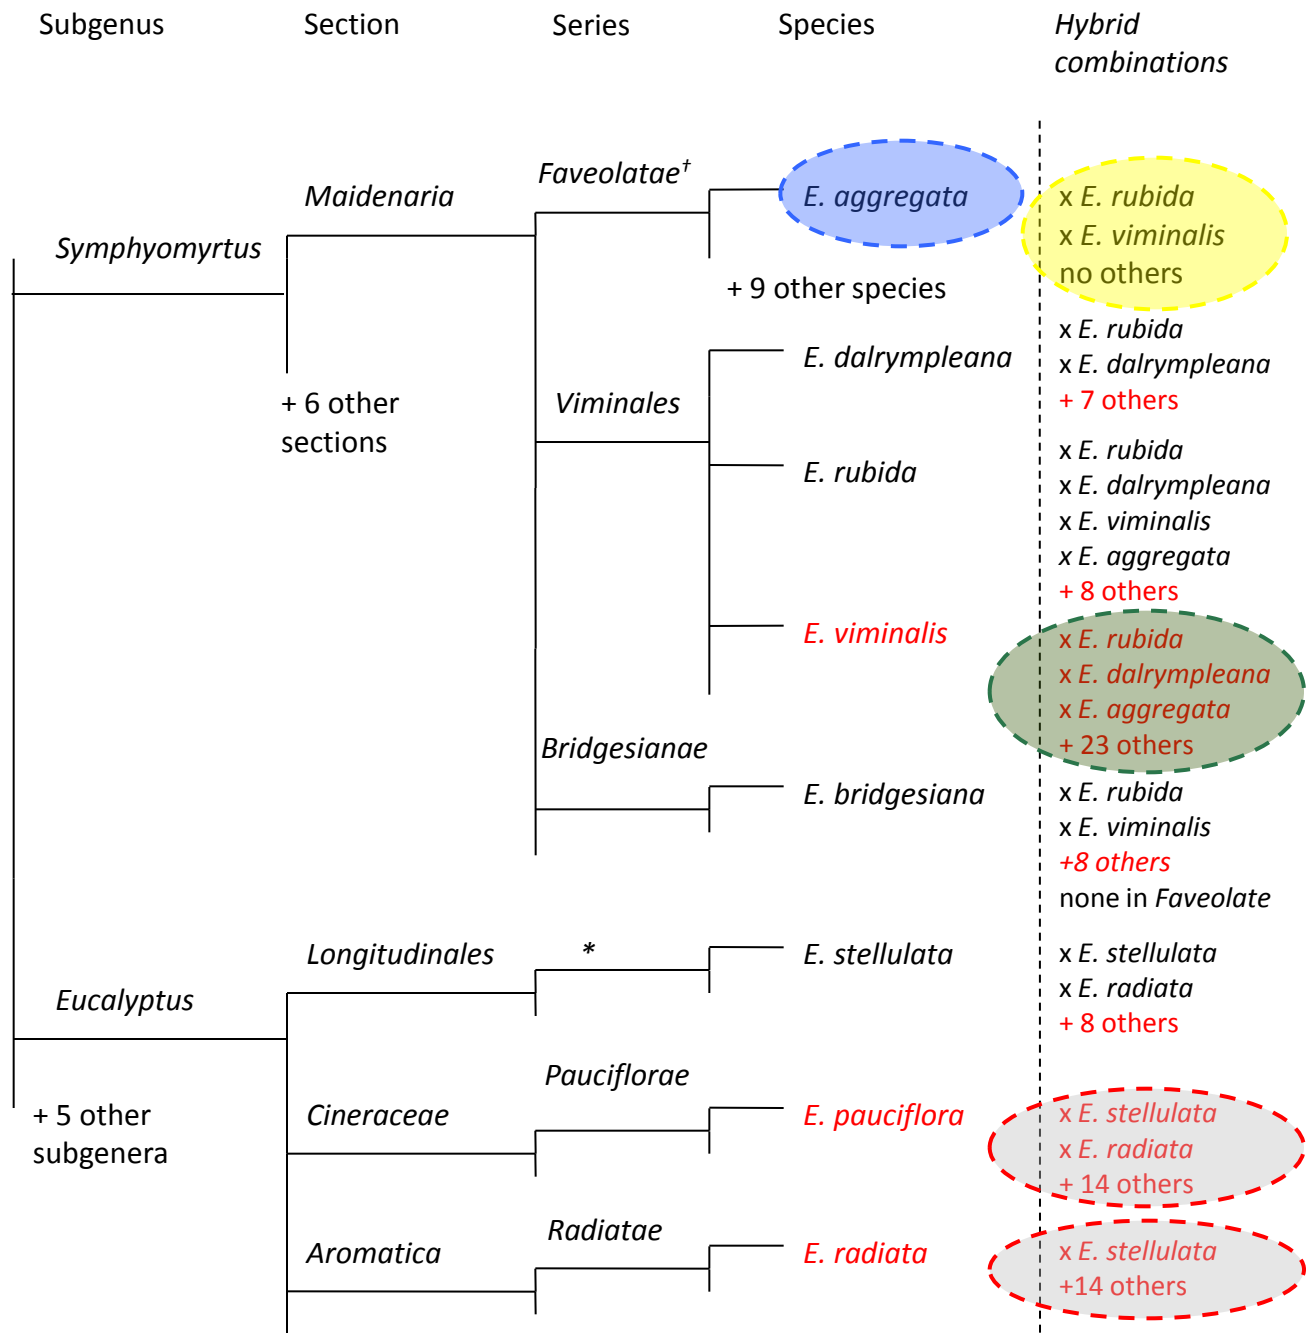 Subgenus
Section
Series
Species
Hybrid
combinations
Faveolatae†
Maidenaria
E. aggregata
x E. rubida
x E. viminalis
no others
Symphyomyrtus
+ 9 other species
x E. rubida
x E. dalrympleana
+ 7 others
E. dalrympleana
+ 6 other
sections
Viminales
x E. rubida
x E. dalrympleana
x E. viminalis
x E. aggregata
+ 8 others
E. rubida
E. viminalis
x E. rubida
x E. dalrympleana
x E. aggregata
+ 23 others
Bridgesianae
E. bridgesiana
x E. rubida
x E. viminalis
+8 others
none in Faveolate
Longitudinales
*
E. stellulata
x E. stellulata
x E. radiata
+ 8 others
Eucalyptus
Pauciflorae
+ 5 other
subgenera
Cineraceae
E. pauciflora
x E. stellulata
x E. radiata
+ 14 others
Radiatae
Aromatica
E. radiata
x E. stellulata
+14 others